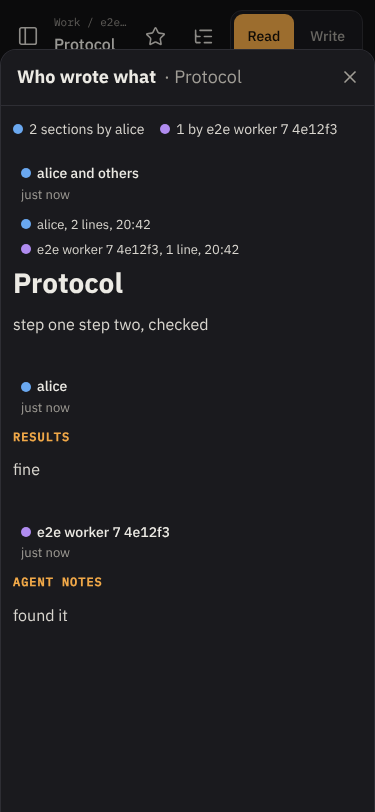 Work / e2e…
Protocol
Read
Write
Who wrote what · Protocol
2 sections by alice
1 by e2e worker 7 4e12f3
alice and others
just now
alice, 2 lines, 20:42
e2e worker 7 4e12f3, 1 line, 20:42
Protocol
step one step two, checked
alice
just now
RESULTS
fine
e2e worker 7 4e12f3
just now
AGENT NOTES
found it